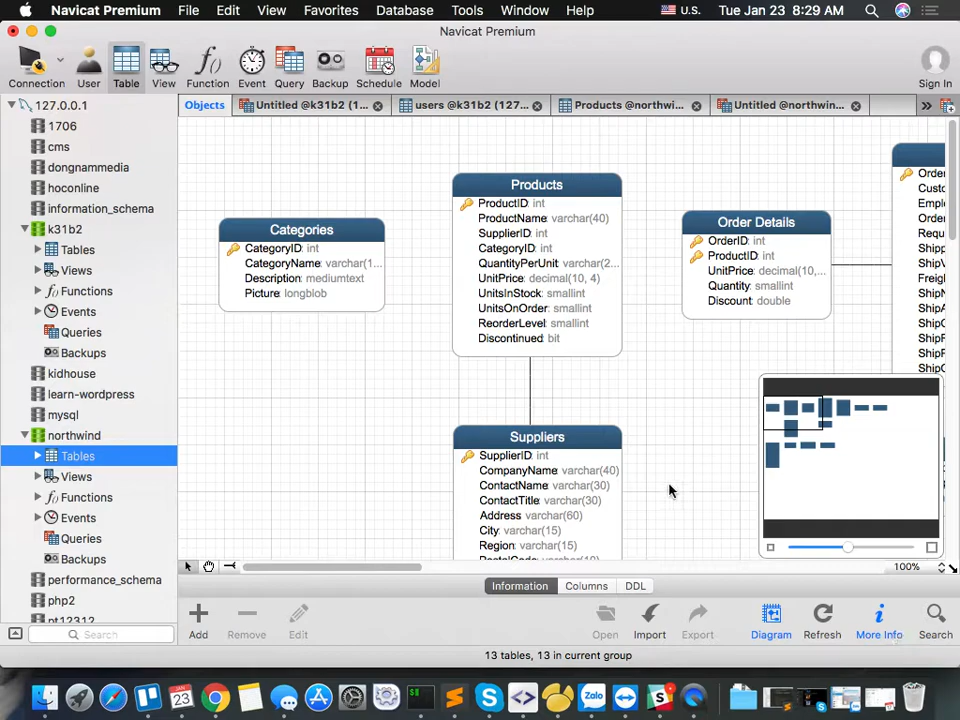 Navicat Premium File Edit View Favorites Database Tools Window Help U.S. Tue Jan 23 8:29 AM
Navicat Premium
Connection User Table View Function Event Query Backup Schedule Model Sign In
Objects Untitled @k31b2 (1... users @k31b2 (127... Products @northwi... Untitled @northwin...
127.0.0.1
1706
cms
dongnammedia
hoconline
information_schema
k31b2
Tables
Views
Functions
Events
Queries
Backups
kidhouse
learn-wordpress
mysql
northwind
Tables
Views
Functions
Events
Queries
Backups
performance_schema
php2
Search
Categories
CategoryID: int
CategoryName: varchar(1...
Description: mediumtext
Picture: longblob
Products
ProductID: int
ProductName: varchar(40)
SupplierID: int
CategoryID: int
QuantityPerUnit: varchar(2...
UnitPrice: decimal(10, 4)
UnitsInStock: smallint
UnitsOnOrder: smallint
ReorderLevel: smallint
Discontinued: bit
Suppliers
SupplierID: int
CompanyName: varchar(40)
ContactName: varchar(30)
ContactTitle: varchar(30)
Address: varchar(60)
City: varchar(15)
Region: varchar(15)
Order Details
OrderID: int
ProductID: int
UnitPrice: decimal(10,...
Quantity: smallint
Discount: double
100%
Information Columns DDL
Add Remove Edit Open Import Export Diagram Refresh More Info Search
13 tables, 13 in current group
Zalo